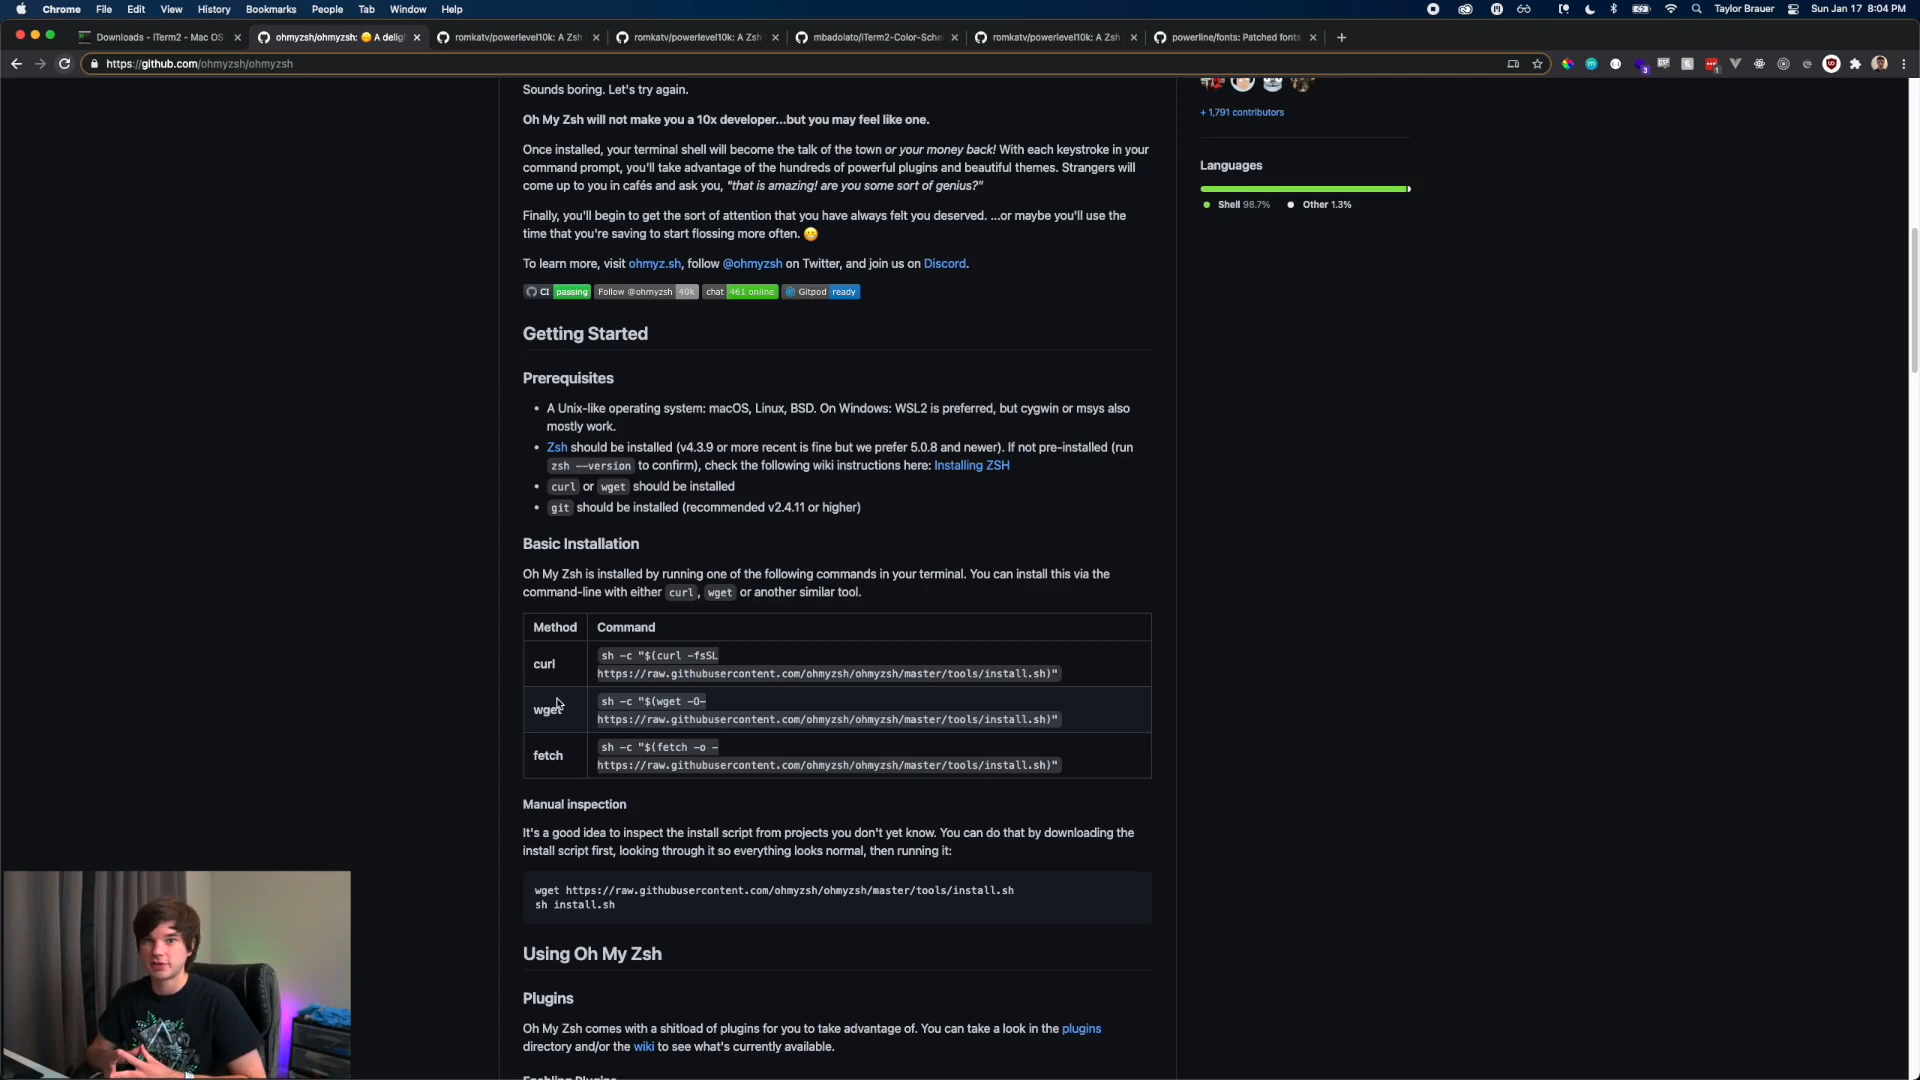 Chrome File Edit View History Bookmarks People Tab Window Help Taylor Brauer Sun Jan 17 8:04 PM
Downloads - iTerm2 - Mac OS ohmyzsh/ohmyzsh: A delig romkatv/powerlevel10k: A Zsh romkatv/powerlevel10k: A Zsh mbadolato/iTerm2-Color-Sche romkatv/powerlevel10k: A Zsh powerline/fonts: Patched fonts
https://github.com/ohmyzsh/ohmyzsh
Sounds boring. Let's try again.
Oh My Zsh will not make you a 10x developer...but you may feel like one.
Once installed, your terminal shell will become the talk of the town or your money back! With each keystroke in your
command prompt, you'll take advantage of the hundreds of powerful plugins and beautiful themes. Strangers will
come up to you in cafés and ask you, "that is amazing! are you some sort of genius?"
Finally, you'll begin to get the sort of attention that you have always felt you deserved. ...or maybe you'll use the
time that you're saving to start flossing more often.
To learn more, visit ohmyz.sh, follow @ohmyzsh on Twitter, and join us on Discord.
CI passing Follow @ohmyzsh 40k chat 461 online Gitpod ready
Getting Started
Prerequisites
• A Unix-like operating system: macOS, Linux, BSD. On Windows: WSL2 is preferred, but cygwin or msys also
mostly work.
• Zsh should be installed (v4.3.9 or more recent is fine but we prefer 5.0.8 and newer). If not pre-installed (run
zsh --version to confirm), check the following wiki instructions here: Installing ZSH
• curl or wget should be installed
• git should be installed (recommended v2.4.11 or higher)
Basic Installation
Oh My Zsh is installed by running one of the following commands in your terminal. You can install this via the
command-line with either curl, wget or another similar tool.
Method Command
curl sh -c "$(curl -fsSL
https://raw.githubusercontent.com/ohmyzsh/ohmyzsh/master/tools/install.sh)"
wget sh -c "$(wget -O-
https://raw.githubusercontent.com/ohmyzsh/ohmyzsh/master/tools/install.sh)"
fetch sh -c "$(fetch -o -
https://raw.githubusercontent.com/ohmyzsh/ohmyzsh/master/tools/install.sh)"
Manual inspection
It's a good idea to inspect the install script from projects you don't yet know. You can do that by downloading the
install script first, looking through it so everything looks normal, then running it:
wget https://raw.githubusercontent.com/ohmyzsh/ohmyzsh/master/tools/install.sh
sh install.sh
Using Oh My Zsh
Plugins
Oh My Zsh comes with a shitload of plugins for you to take advantage of. You can take a look in the plugins
directory and/or the wiki to see what's currently available.
Enabling Plugins
+ 1,791 contributors
Languages
Shell 98.7% Other 1.3%